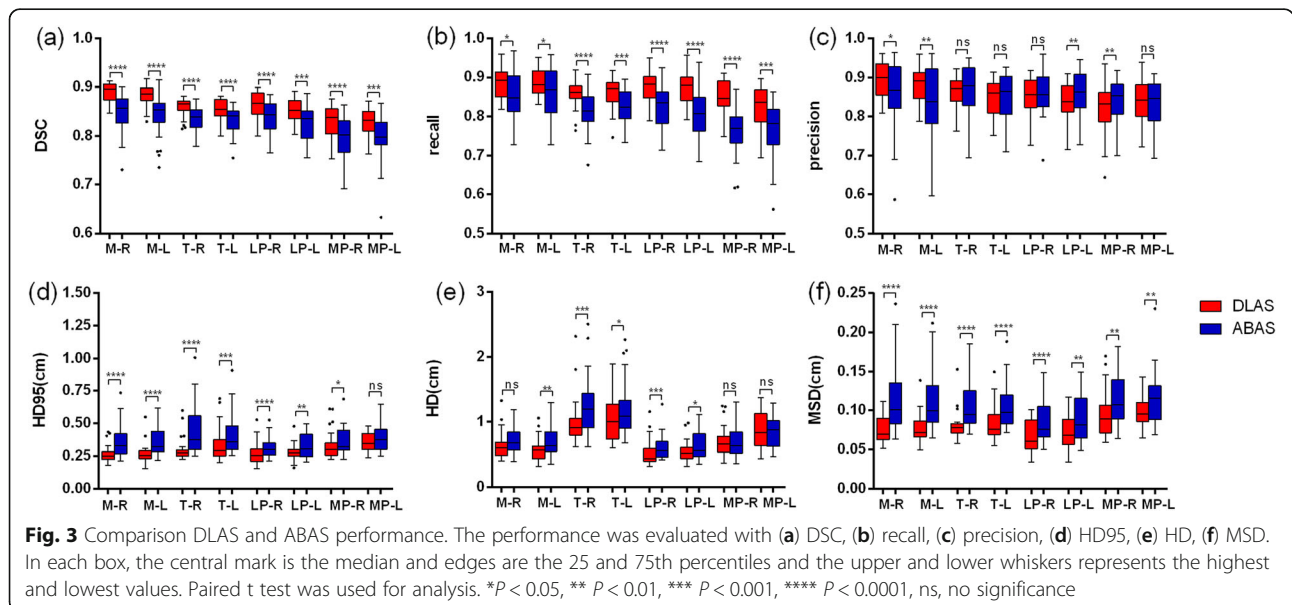 (a)
****
****
****
****
****
***
****
***
DSC
1.0
0.9
0.8
0.7
0.6
M-R M-L T-R T-L LP-R LP-L MP-R MP-L
(b)
*
*
****
***
****
****
****
***
recall
1.0
0.9
0.8
0.7
0.6
0.5
M-R M-L T-R T-L LP-R LP-L MP-R MP-L
(c)
*
**
ns
ns
ns
**
**
ns
precision
1.0
0.9
0.8
0.7
0.6
0.5
M-R M-L T-R T-L LP-R LP-L MP-R MP-L
(d)
****
****
****
***
****
**
*
ns
HD95(cm)
1.50
1.25
1.00
0.75
0.50
0.25
0.00
M-R M-L T-R T-L LP-R LP-L MP-R MP-L
(e)
ns
**
***
*
***
*
ns
ns
HD(cm)
3
2
1
0
M-R M-L T-R T-L LP-R LP-L MP-R MP-L
(f)
****
****
****
****
****
**
**
**
MSD(cm)
0.25
0.20
0.15
0.10
0.05
0.00
M-R M-L T-R T-L LP-R LP-L MP-R MP-L
DLAS
ABAS
Fig. 3 Comparison DLAS and ABAS performance. The performance was evaluated with (a) DSC, (b) recall, (c) precision, (d) HD95, (e) HD, (f) MSD.
In each box, the central mark is the median and edges are the 25 and 75th percentiles and the upper and lower whiskers represents the highest
and lowest values. Paired t test was used for analysis. *P < 0.05, ** P < 0.01, *** P < 0.001, **** P < 0.0001, ns, no significance